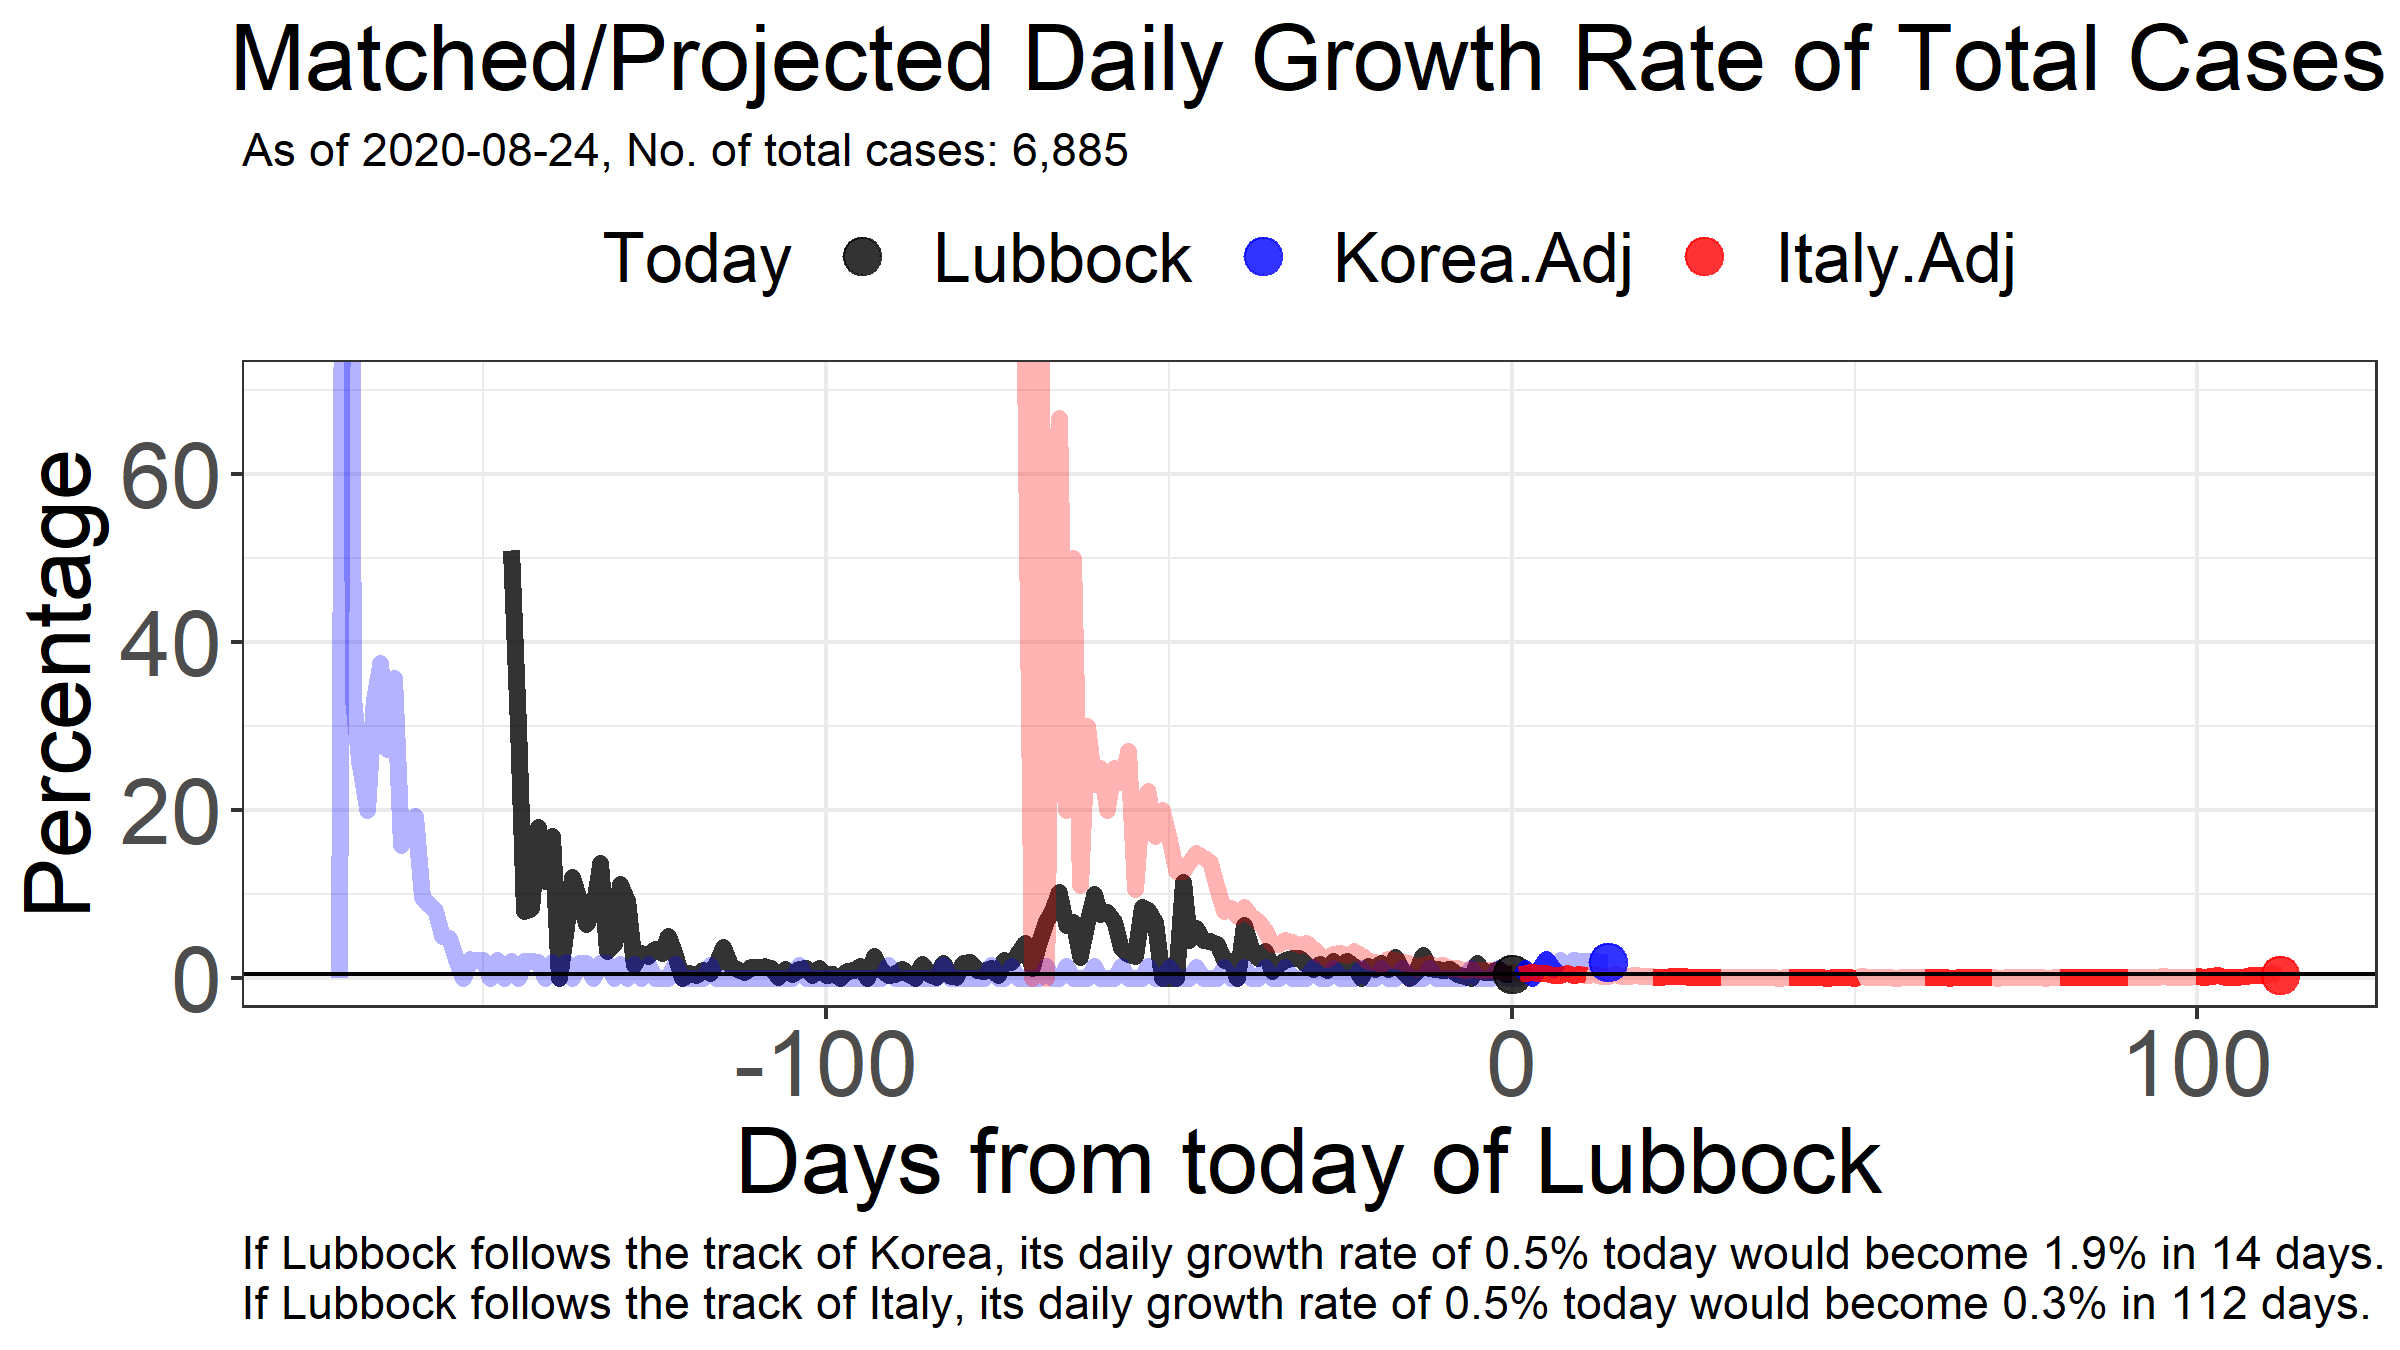 Matched/Projected Daily Growth Rate of Total Cases
As of 2020-08-24, No. of total cases: 6,885
Today Lubbock Korea.Adj Italy.Adj
Percentage
60
40
20
0
-100 0 100
Days from today of Lubbock
If Lubbock follows the track of Korea, its daily growth rate of 0.5% today would become 1.9% in 14 days.
If Lubbock follows the track of Italy, its daily growth rate of 0.5% today would become 0.3% in 112 days.